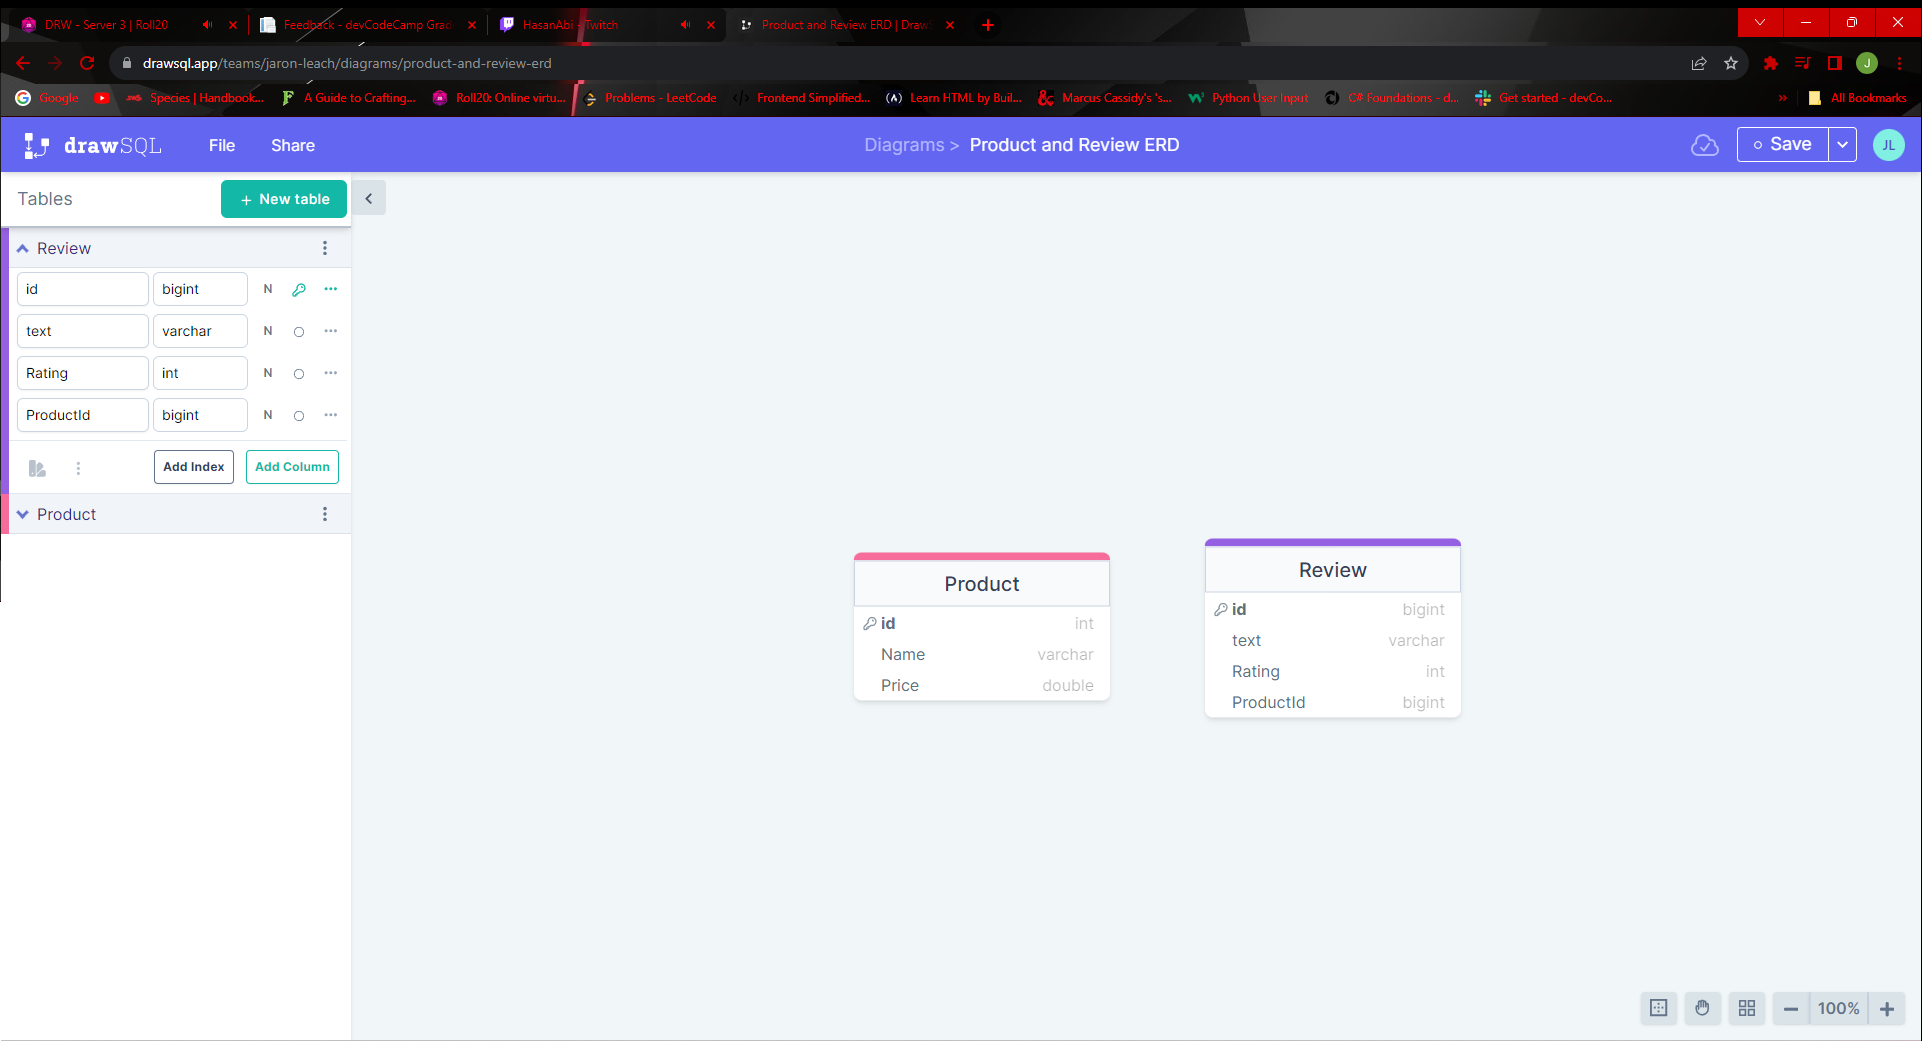 DRW - Server 3 | Roll20
Feedback - devCodeCamp Grad
HasanAbi - Twitch
Product and Review ERD | Draw
drawsql.app/teams/jaron-leach/diagrams/product-and-review-erd
J
Google
Species | Handbook...
A Guide to Crafting...
Roll20: Online virtu...
Problems - LeetCode
Frontend Simplified...
Learn HTML by Buil...
Marcus Cassidy's 's...
Python User Input
C# Foundations - d...
Get started - devCo...
All Bookmarks
drawSQL
File
Share
Diagrams > Product and Review ERD
Save
JL
Tables
+ New table
Review
id bigint N
text varchar N
Rating int N
ProductId bigint N
Add Index
Add Column
Product
Product
id int
Name varchar
Price double
Review
id bigint
text varchar
Rating int
ProductId bigint
100%